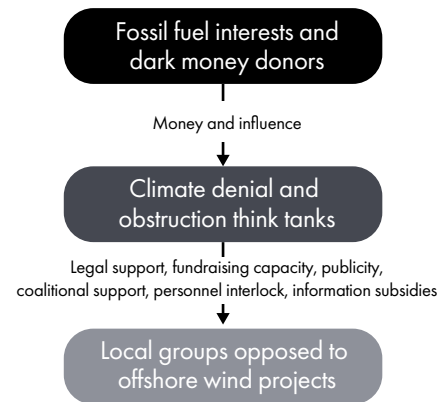 Fossil fuel interests and
dark money donors
Money and influence
Climate denial and
obstruction think tanks
Legal support, fundraising capacity, publicity,
coalitional support, personnel interlock, information subsidies
Local groups opposed to
offshore wind projects